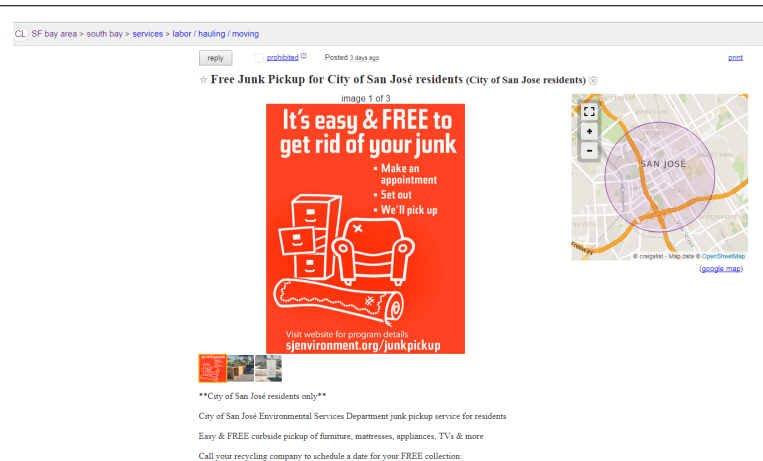 CL SF bay area > south bay > services > labor / hauling / moving
reply prohibited Posted 3 days ago print
Free Junk Pickup for City of San José residents (City of San Jose residents)
image 1 of 3
It's easy & FREE to
get rid of your junk
▪ Make an
appointment
▪ Set out
▪ We'll pick up
Visit website for program details
sjenvironment.org/junkpickup
+
-
SAN JOSÉ
© craigslist - Map data © OpenStreetMap
(google map)
**City of San José residents only**
City of San José Environmental Services Department junk pickup service for residents
Easy & FREE curbside pickup of furniture, mattresses, appliances, TVs & more
Call your recycling company to schedule a date for your FREE collection: